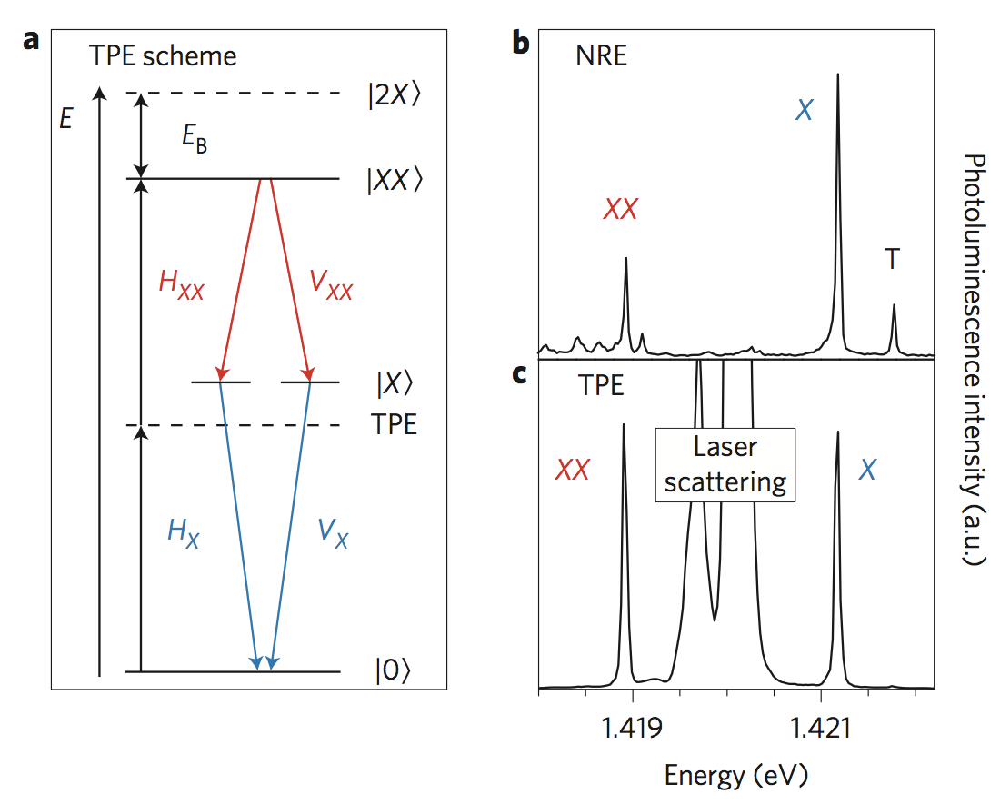 a
TPE scheme
E
|2X⟩
E_B
|XX⟩
H_XX
V_XX
|X⟩
TPE
H_X
V_X
|0⟩
b
NRE
X
XX
T
c
TPE
XX
Laser
scattering
X
1.419
1.421
Energy (eV)
Photoluminescence intensity (a.u.)